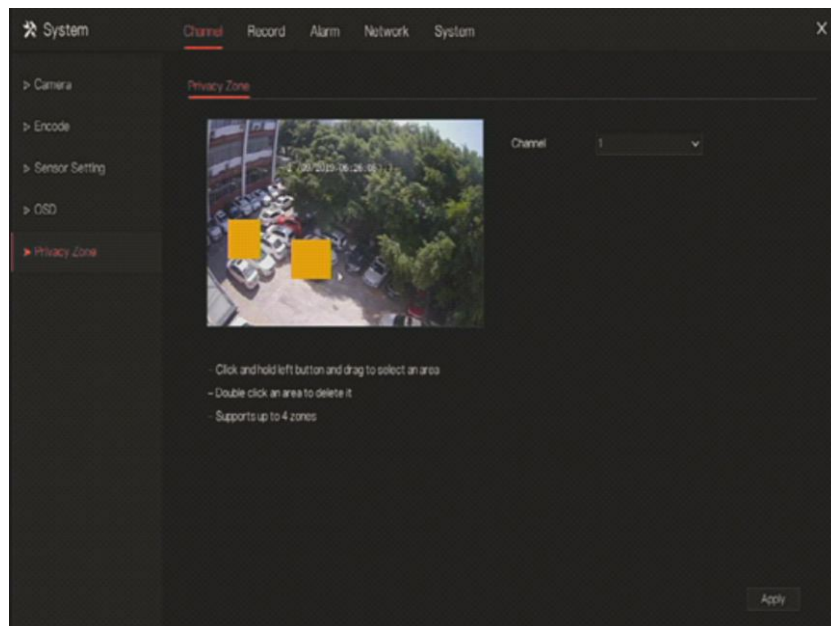 System
Channel Record Alarm Network System
X
Camera
Encode
Sensor Setting
OSD
Privacy Zone
Privacy Zone
Channel 1
- Click and hold left button and drag to select an area
- Double click an area to delete it
- Supports up to 4 zones
Apply